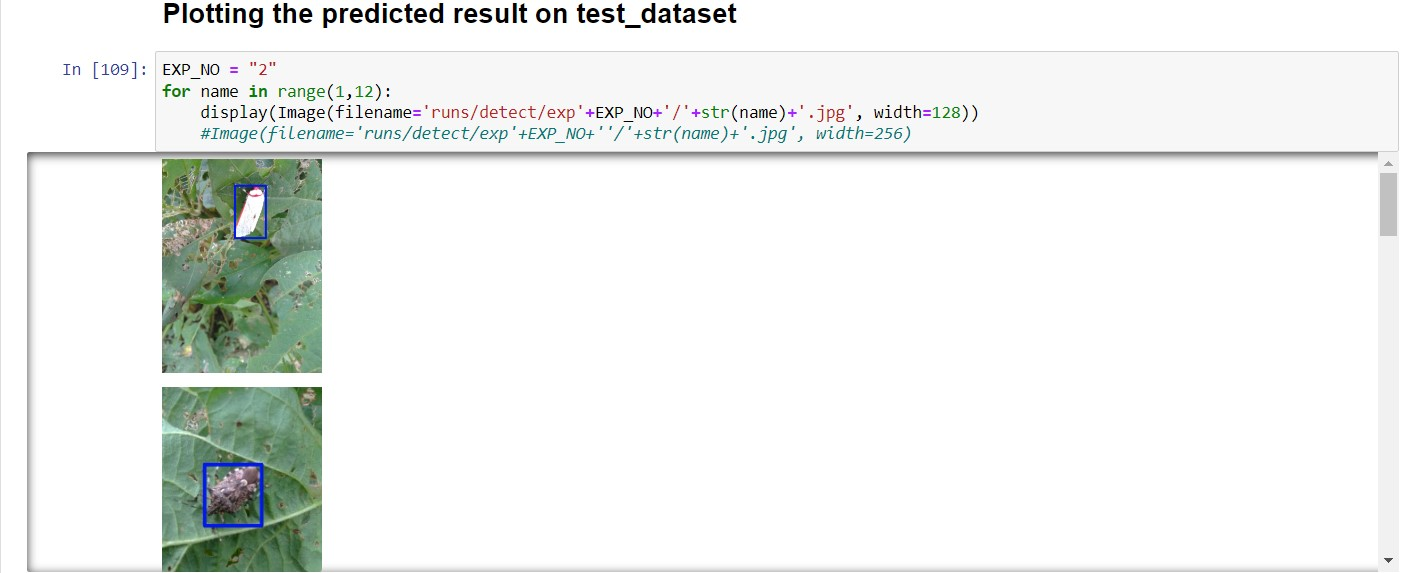 Plotting the predicted result on test_dataset
In [109]: EXP_NO = "2"
for name in range(1,12):
    display(Image(filename='runs/detect/exp'+EXP_NO+'/'+str(name)+'.jpg', width=128))
    #Image(filename='runs/detect/exp'+EXP_NO+''/'+str(name)+'.jpg', width=256)